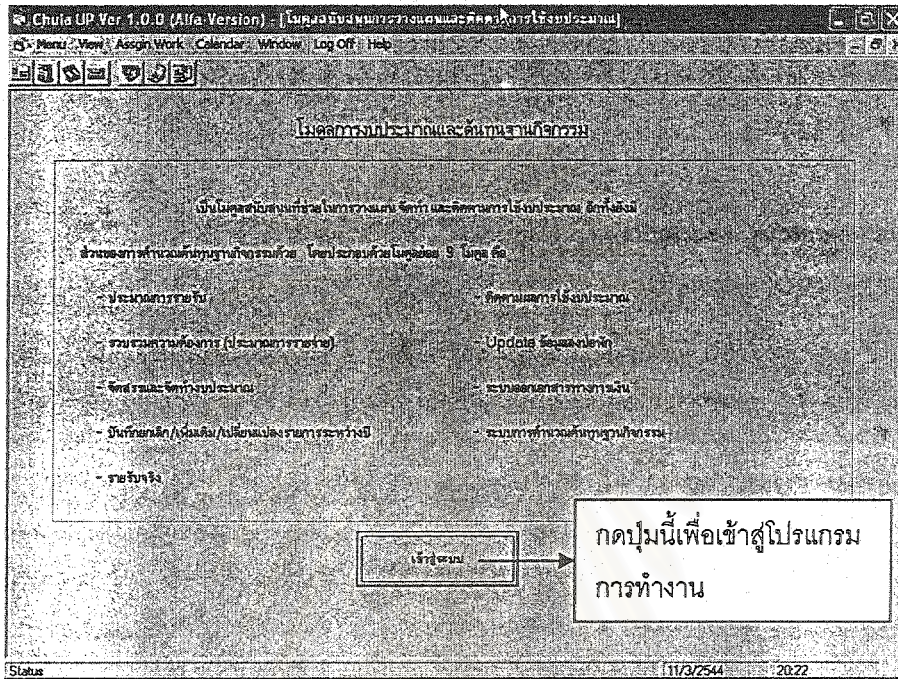 Chula UP Ver 1.0.0 (Alfa Version) - [โมดูลสนับสนุนการวางแผนและติดตามการใช้งบประมาณ]
Menu View Assgin Work Calendar Window Log Off Help
โมดูลการงบประมาณและต้นทุนฐานกิจกรรม
เป็นโมดูลสนับสนุนที่ช่วยในการวางแผน จัดทำ และติดตามการใช้งบประมาณ อีกทั้งยังมี
ส่วนของการคำนวณต้นทุนฐานกิจกรรมด้วย โดยประกอบด้วยโมดูลย่อย 9 โมดูล คือ
- ประมาณการรายรับ
- ติดตามผลการใช้งบประมาณ
- รวบรวมความต้องการ (ประมาณการรายจ่าย)
- Update ข้อมูลลงปอพัก
- จัดสรรและจัดทำงบประมาณ
- ระบบออกเอกสารทางการเงิน
- บันทึกยกเลิก/เพิ่มเติม/เปลี่ยนแปลงรายการระหว่างปี
- ระบบการคำนวณต้นทุนฐานกิจกรรม
- รายรับจริง
เข้าสู่ระบบ
กดปุ่มนี้เพื่อเข้าสู่โปรแกรม
การทำงาน
Status 11/3/2544 20:22